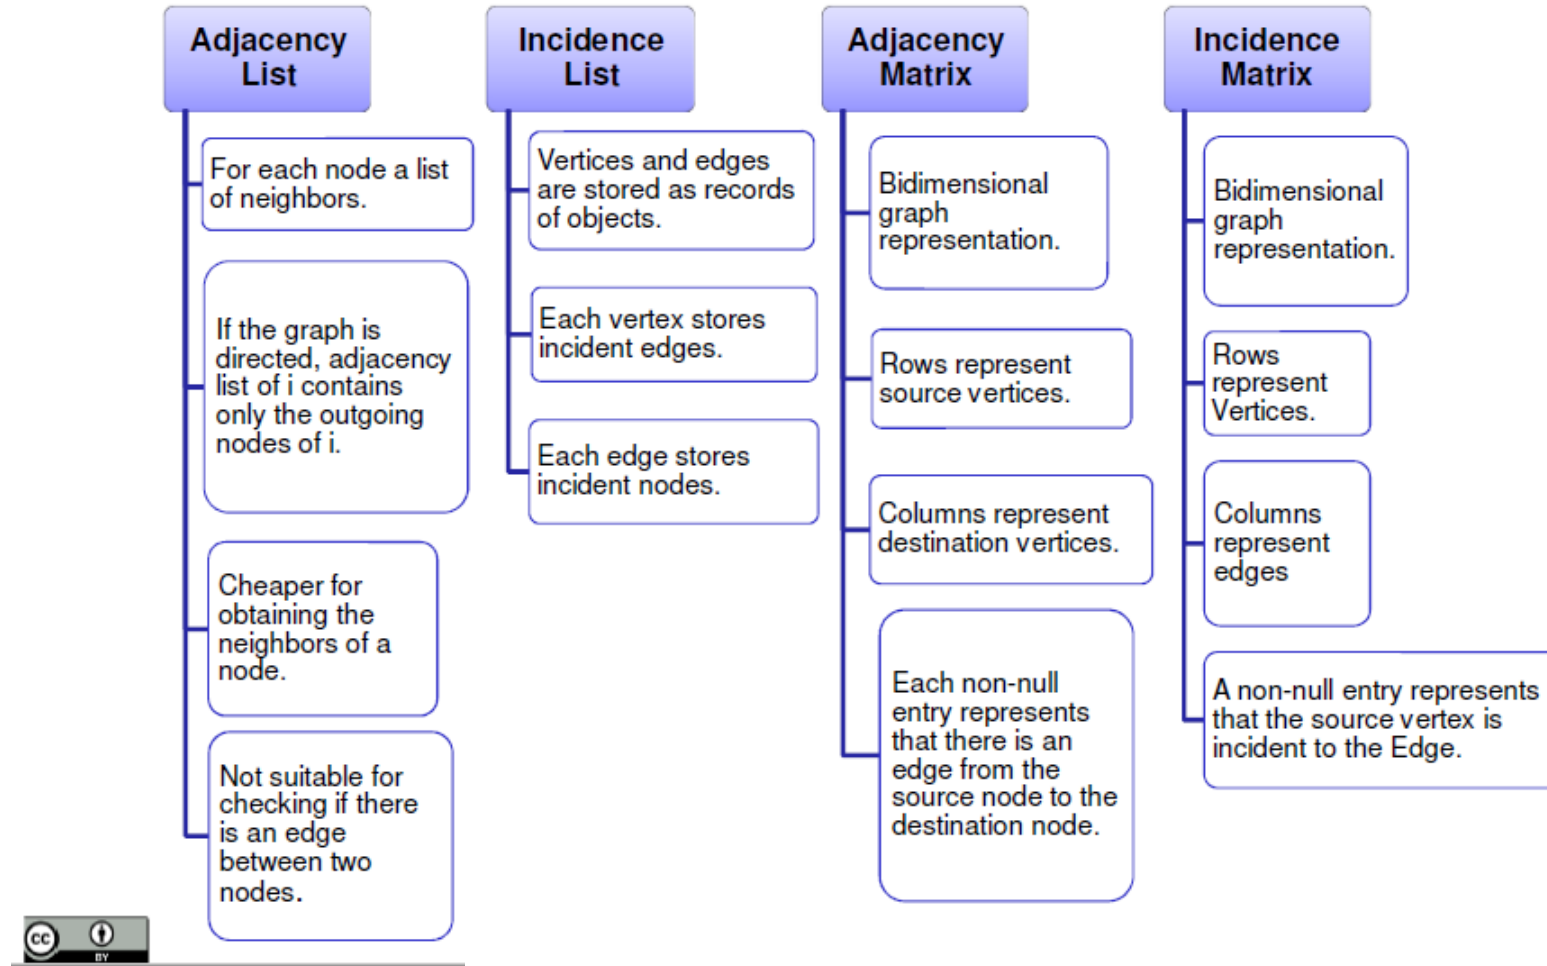 Adjacency
List
For each node a list
of neighbors.
If the graph is
directed, adjacency
list of i contains
only the outgoing
nodes of i.
Cheaper for
obtaining the
neighbors of a
node.
Not suitable for
checking if there
is an edge
between two
nodes.
Incidence
List
Vertices and edges
are stored as records
of objects.
Each vertex stores
incident edges.
Each edge stores
incident nodes.
Adjacency
Matrix
Bidimensional
graph
representation.
Rows represent
source vertices.
Columns represent
destination vertices.
Each non-null
entry represents
that there is an
edge from the
source node to the
destination node.
Incidence
Matrix
Bidimensional
graph
representation.
Rows
represent
Vertices.
Columns
represent
edges
A non-null entry represents
that the source vertex is
incident to the Edge.
cc
BY